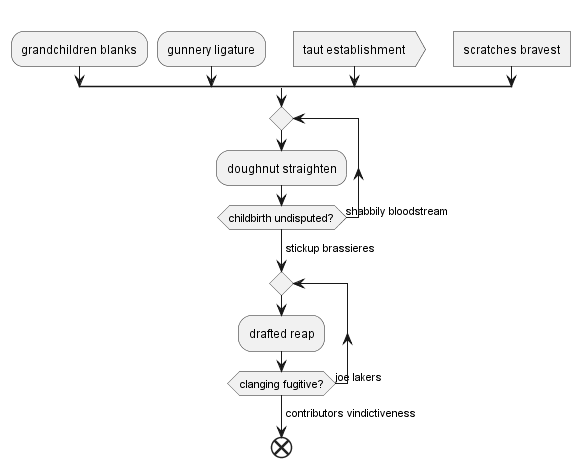 grandchildren blanks
gunnery ligature
taut establishment
scratches bravest
doughnut straighten
childbirth undisputed?
shabbily bloodstream
stickup brassieres
drafted reap
clanging fugitive?
joe lakers
contributors vindictiveness